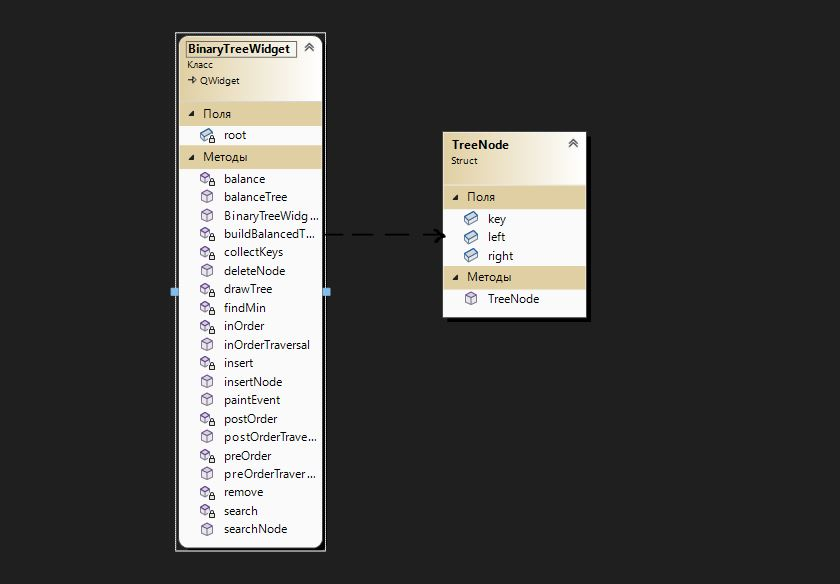 BinaryTreeWidget
Класс
QWidget
Поля
root
Методы
balance
balanceTree
BinaryTreeWidg...
buildBalancedT...
collectKeys
deleteNode
drawTree
findMin
inOrder
inOrderTraversal
insert
insertNode
paintEvent
postOrder
postOrderTrave...
preOrder
preOrderTraver...
remove
search
searchNode
TreeNode
Struct
Поля
key
left
right
Методы
TreeNode